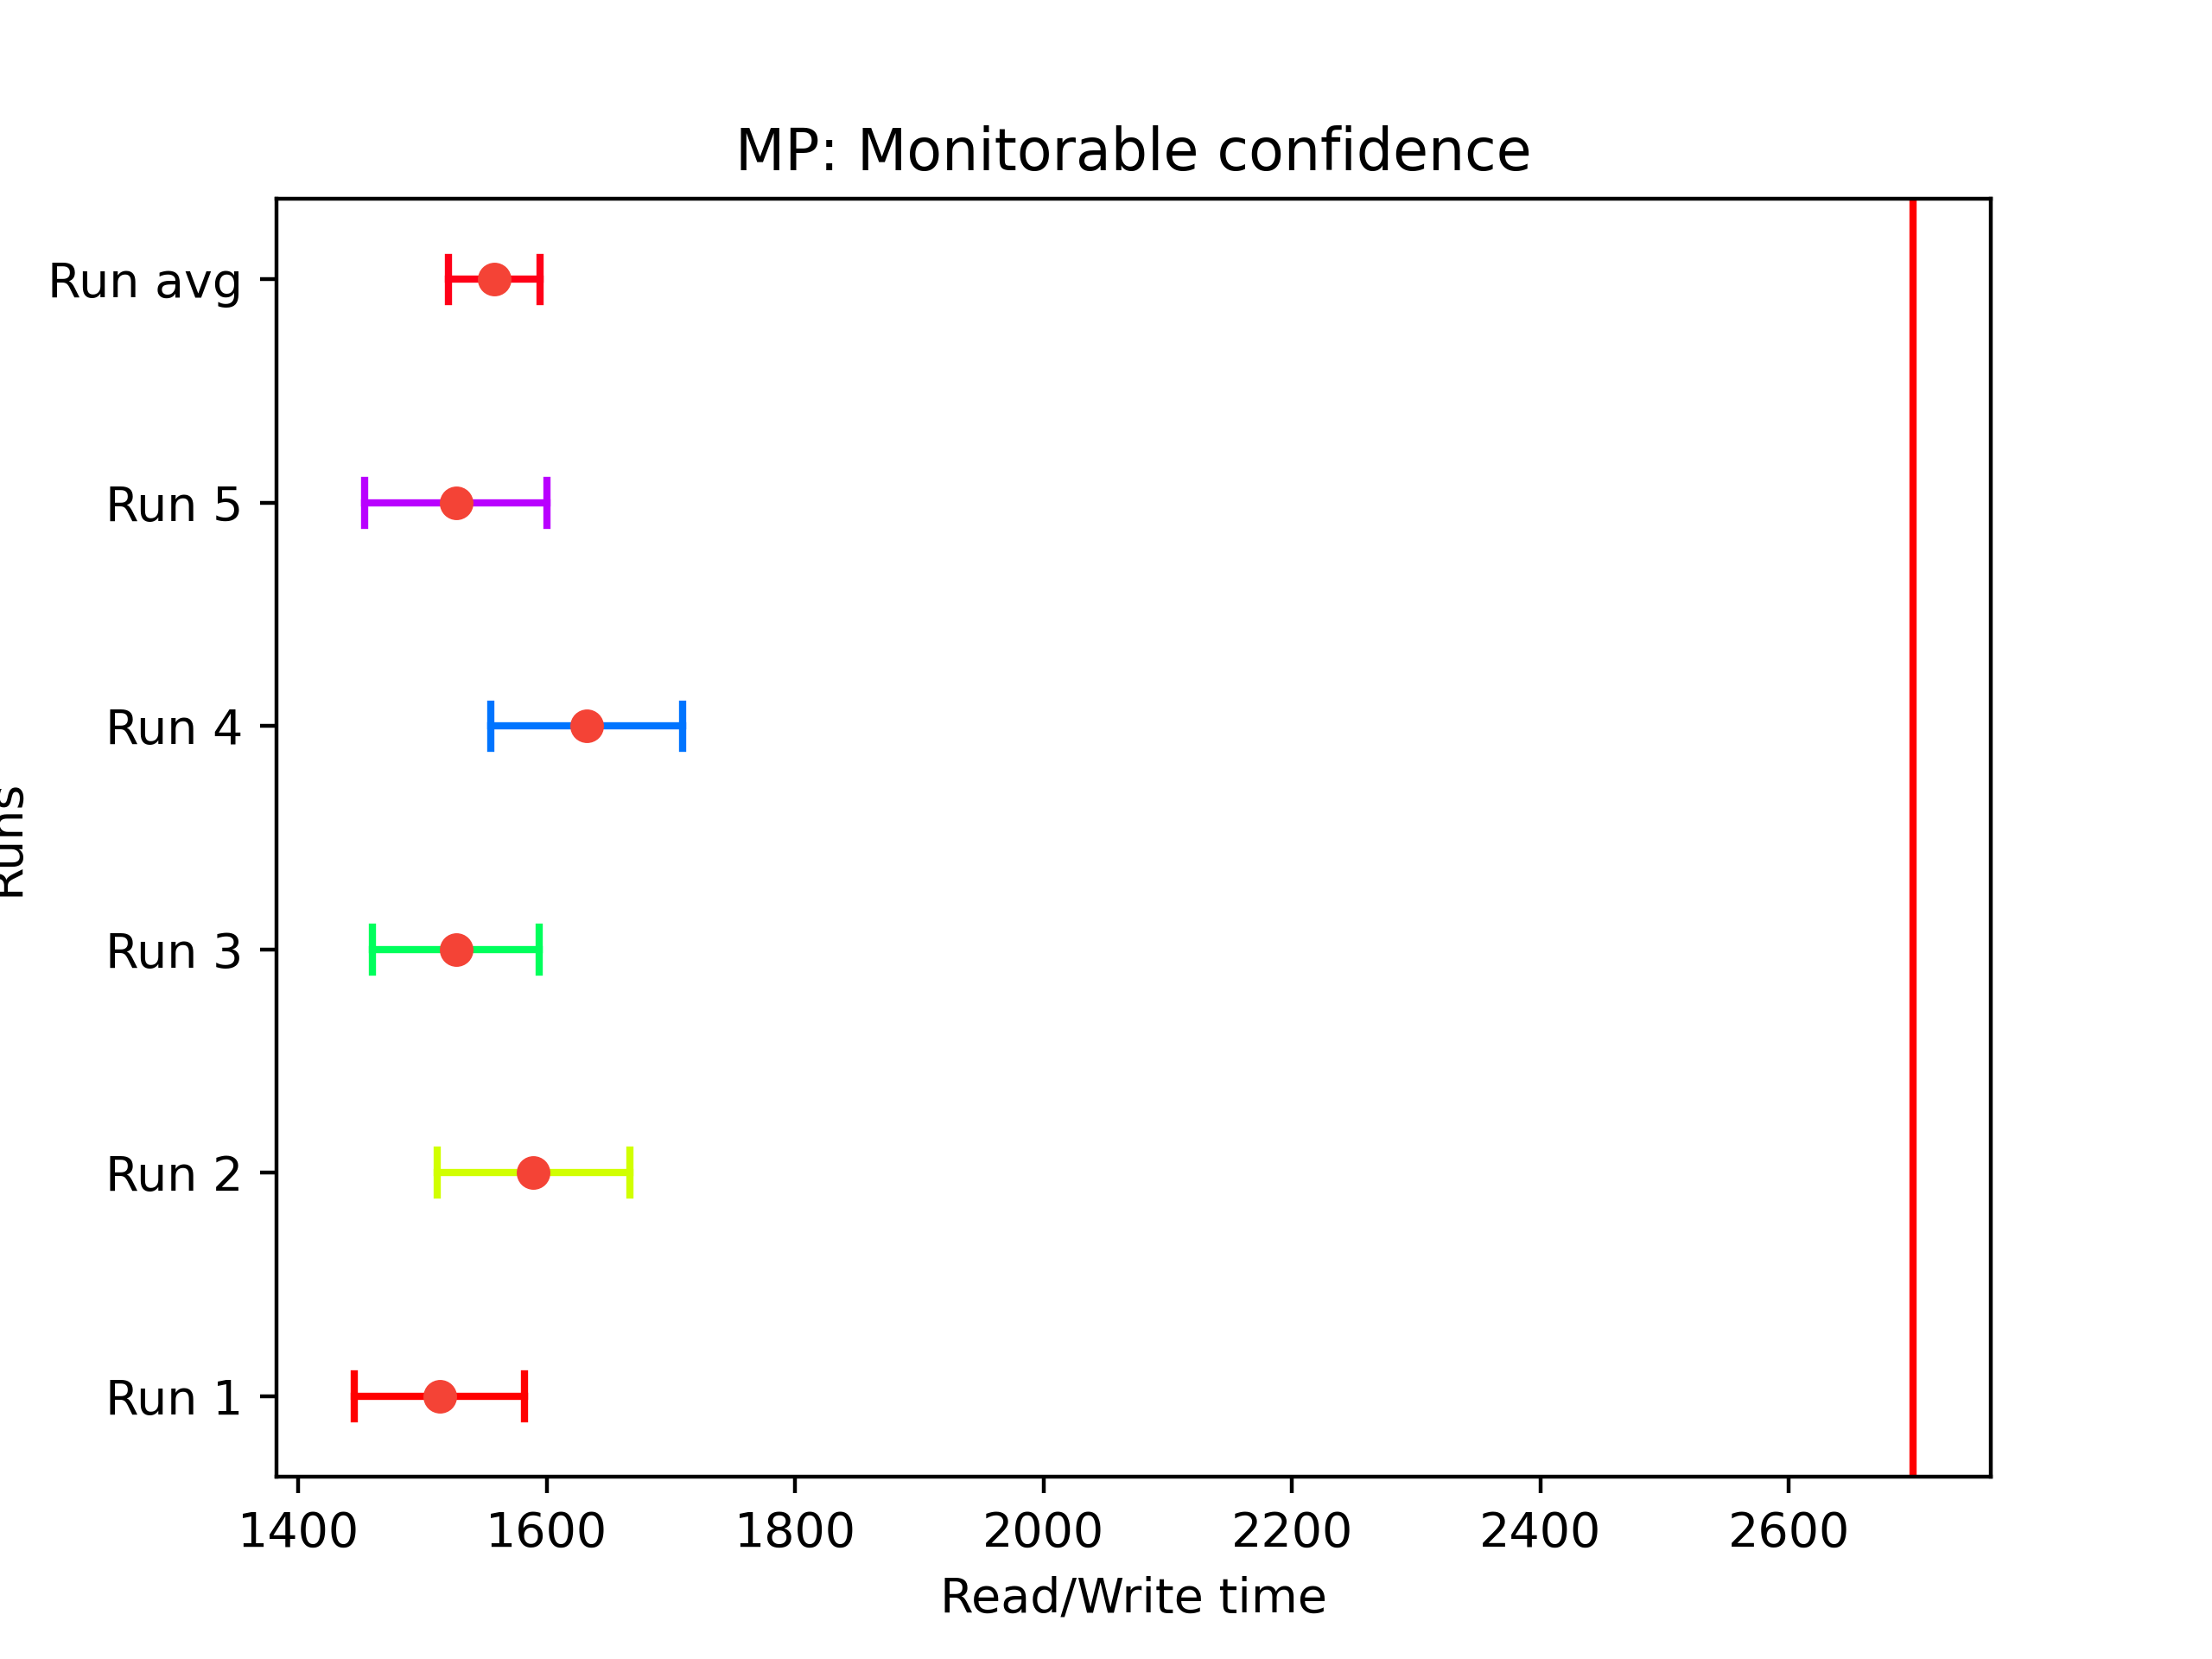 MP: Monitorable confidence
Run avg
Run 5
Run 4
Run 3
Run 2
Run 1
Runs
1400 1600 1800 2000 2200 2400 2600
Read/Write time